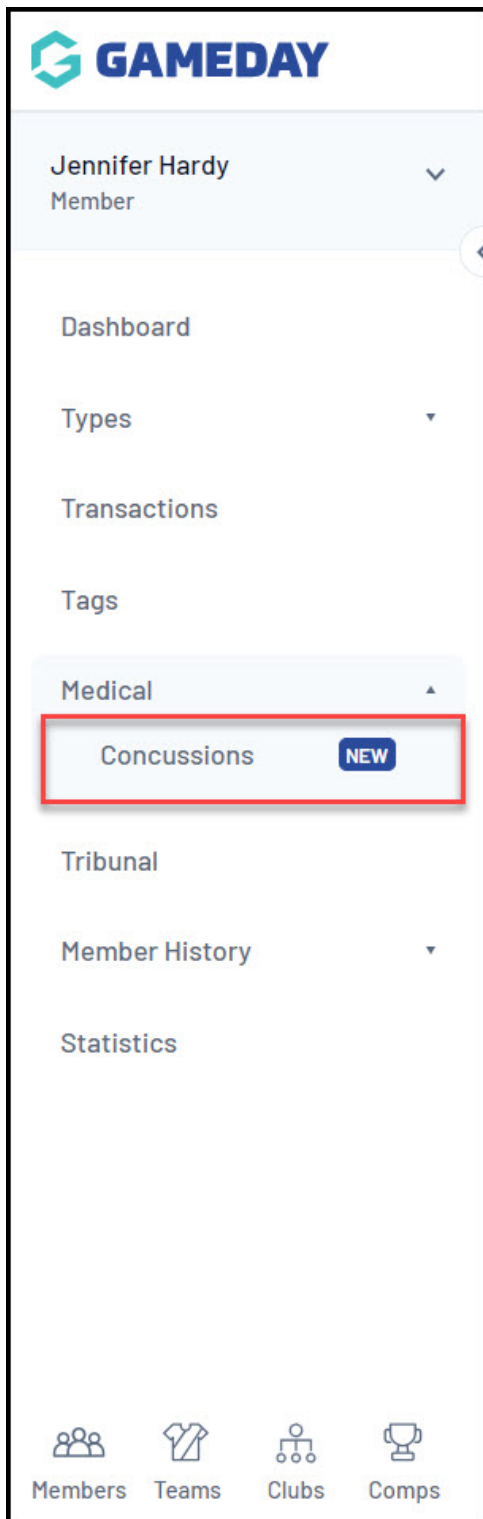 GAMEDAY
Jennifer Hardy
Member
Dashboard
Types
Transactions
Tags
Medical
Concussions NEW
Tribunal
Member History
Statistics
Members Teams Clubs Comps